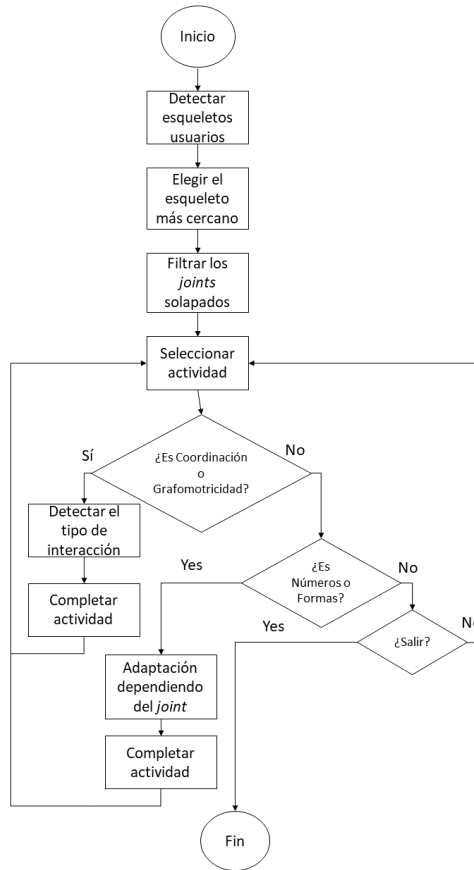 Inicio
Detectar
esqueletos
usuarios
Elegir el
esqueleto
más cercano
Filtrar los
joints
solapados
Seleccionar
actividad
¿Es Coordinación
o
Grafomotricidad?
Sí
No
Detectar el
tipo de
interacción
Completar
actividad
¿Es
Números o
Formas?
Yes
No
¿Salir?
Yes
No
Adaptación
dependiendo
del joint
Completar
actividad
Fin